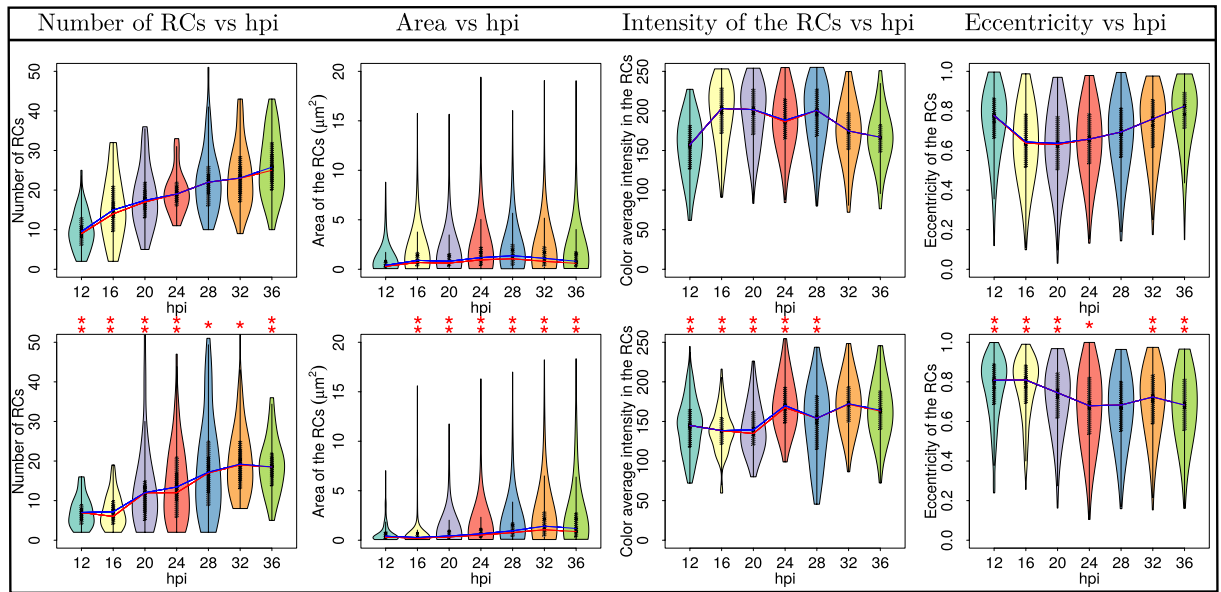 Number of RCs vs hpi Area vs hpi Intensity of the RCs vs hpi Eccentricity vs hpi
Number of RCs
50
40
30
20
10
0
12 16 20 24 28 32 36
hpi
Area of the RCs (μm²)
20
15
10
5
0
12 16 20 24 28 32 36
hpi
Color average intensity in the RCs
250
200
150
100
50
0
12 16 20 24 28 32 36
hpi
Eccentricity of the RCs
1.0
0.8
0.6
0.4
0.2
0.0
12 16 20 24 28 32 36
hpi
** ** ** ** * * **
Number of RCs
50
40
30
20
10
0
12 16 20 24 28 32 36
hpi
** ** ** ** ** **
Area of the RCs (μm²)
20
15
10
5
0
12 16 20 24 28 32 36
hpi
** ** ** ** **
Color average intensity in the RCs
250
200
150
100
50
0
12 16 20 24 28 32 36
hpi
** ** ** * ** **
Eccentricity of the RCs
1.0
0.8
0.6
0.4
0.2
0.0
12 16 20 24 28 32 36
hpi